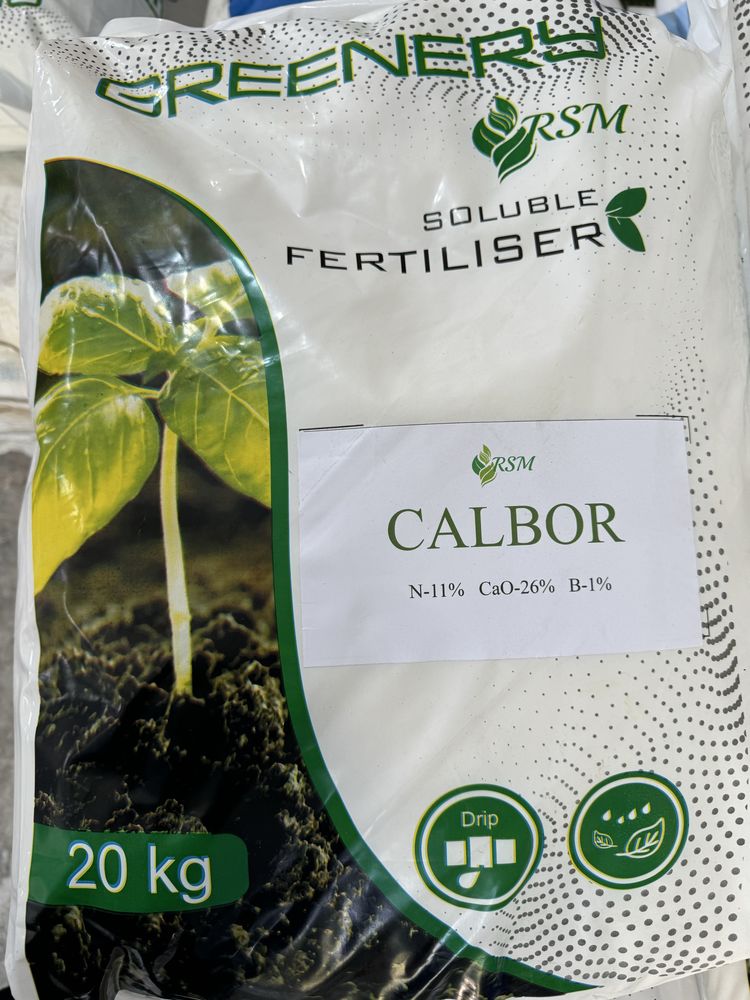 GREENERY
RSM
SOLUBLE
FERTILISER
RSM
CALBOR
N-11% CaO-26% B-1%
Drip
20 kg